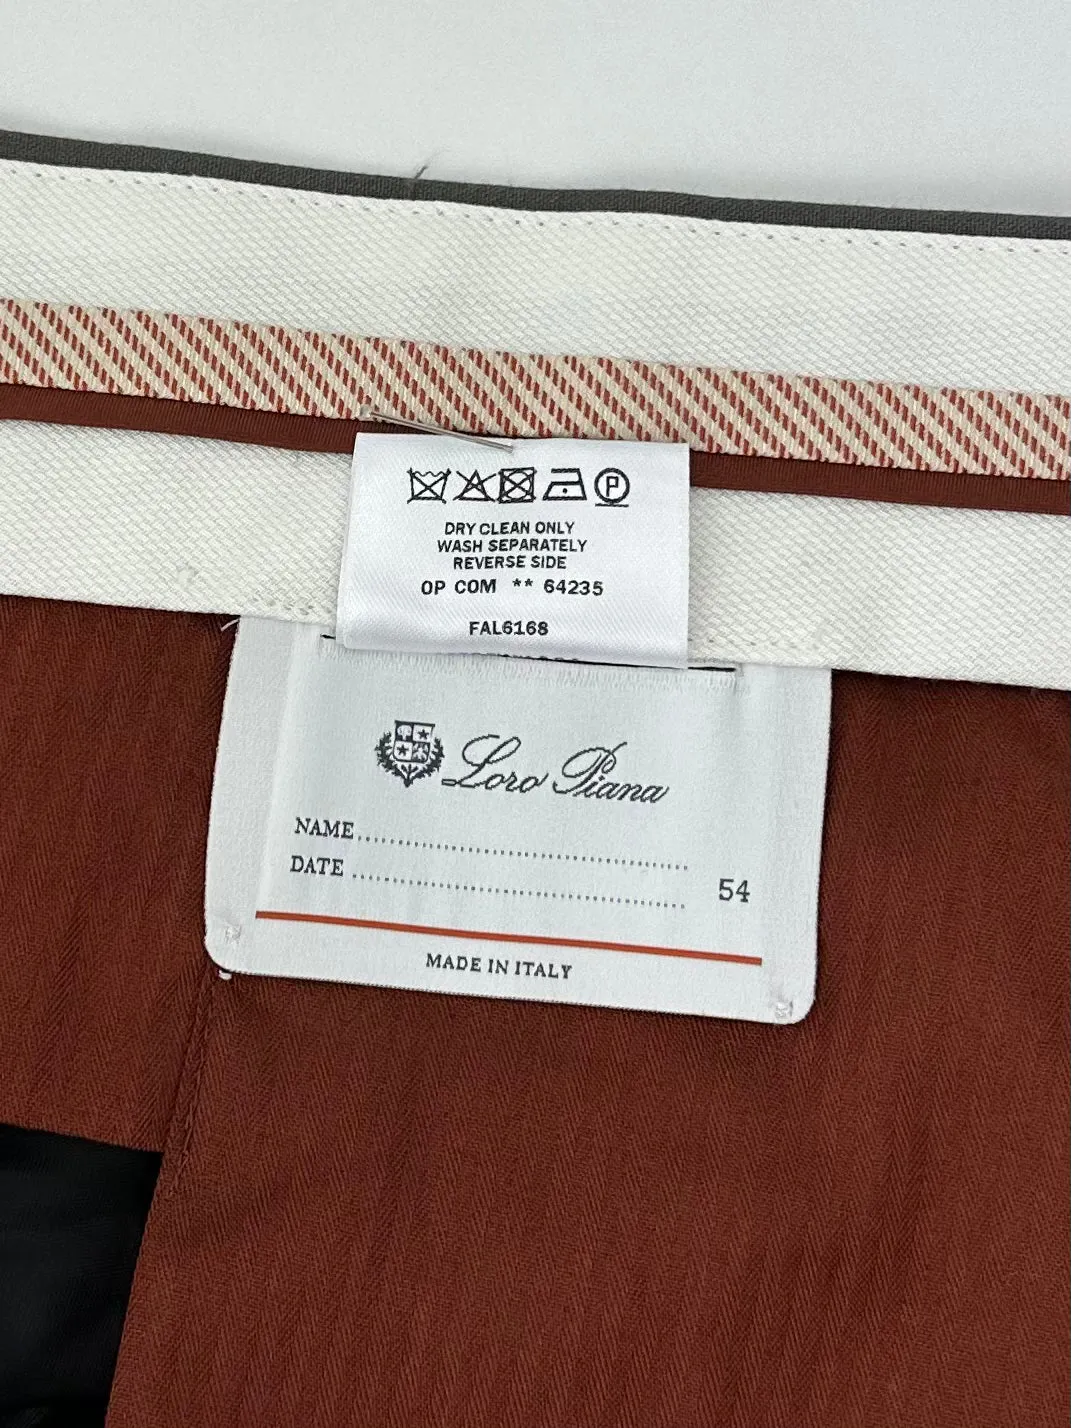 P
DRY CLEAN ONLY
WASH SEPARATELY
REVERSE SIDE
OP COM ** 64235
FAL6168
Loro Piana
NAME
DATE
54
MADE IN ITALY